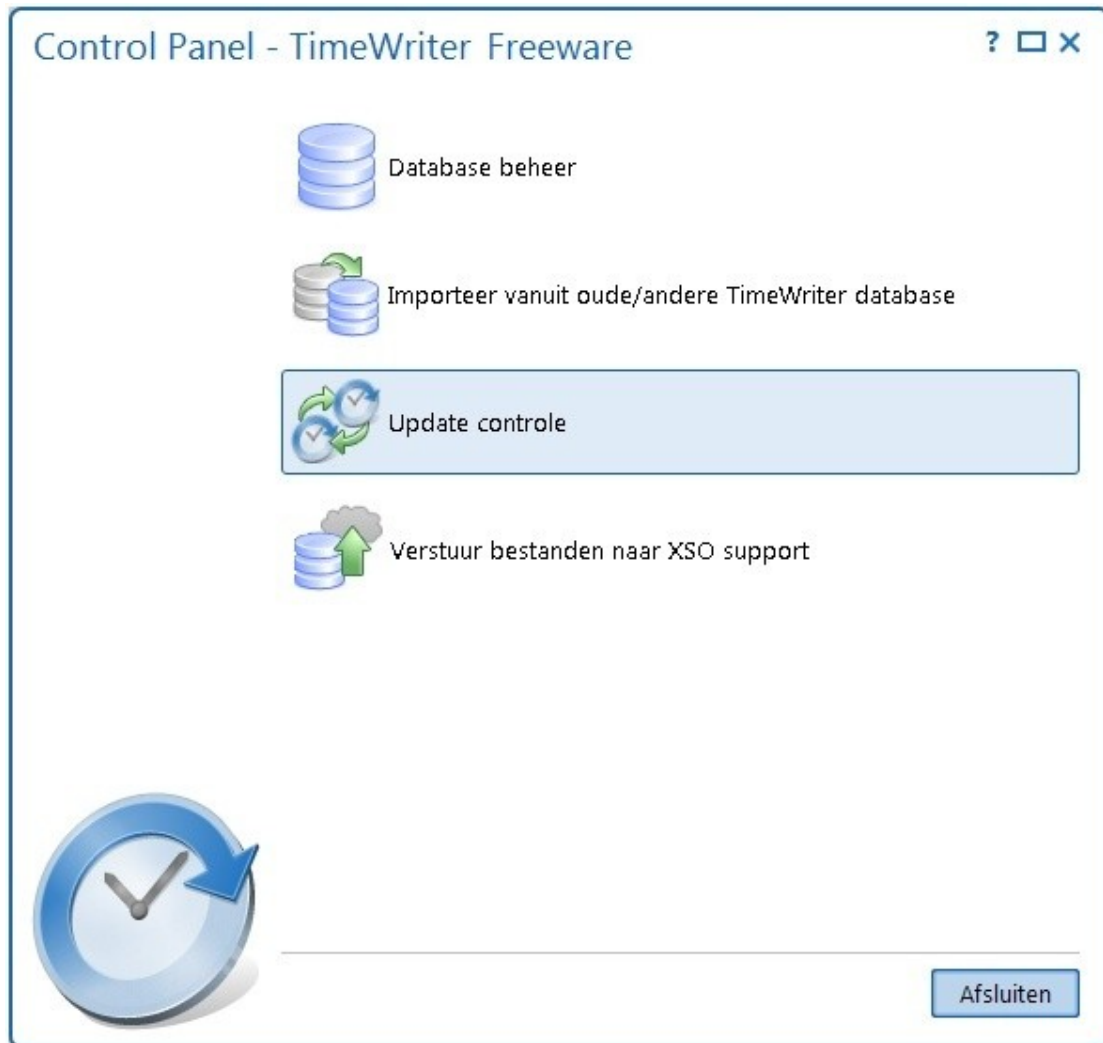 Control Panel - TimeWriter Freeware
Database beheer
Importeer vanuit oude/andere TimeWriter database
Update controle
Verstuur bestanden naar XSO support
Afsluiten